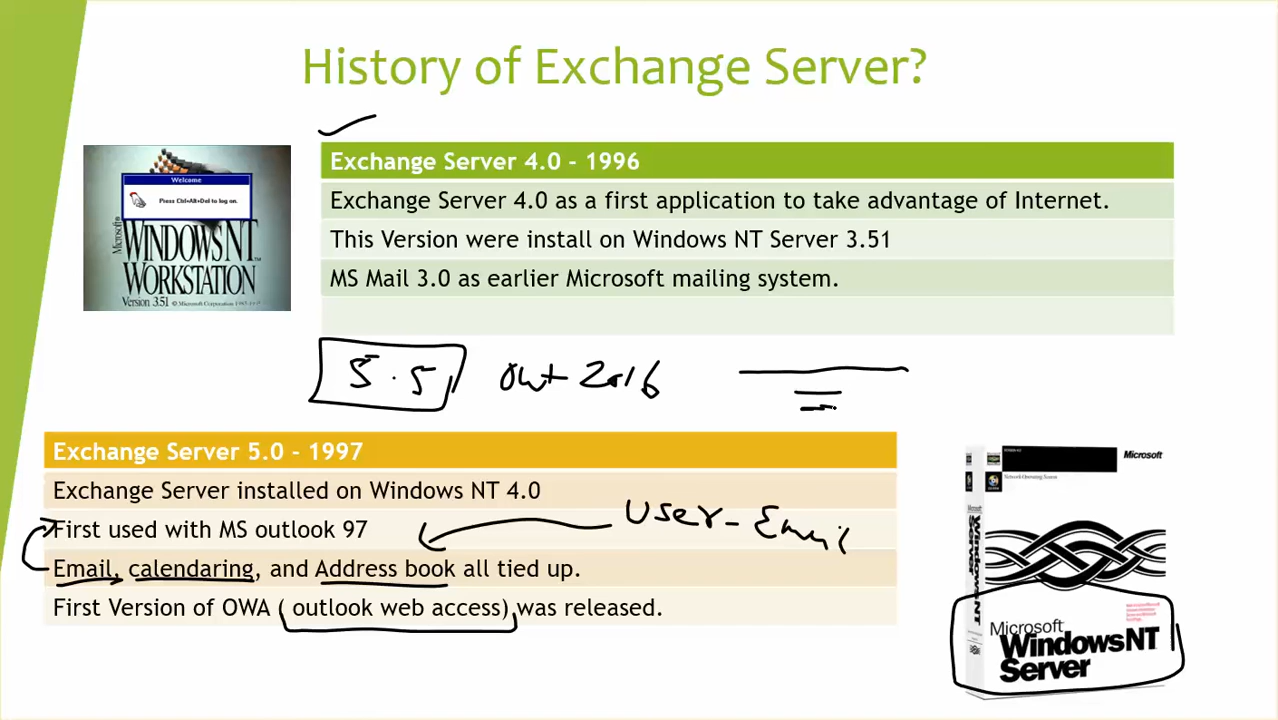 History of Exchange Server?
Welcome
Press Ctrl+Alt+Del to log on.
Microsoft
WINDOWS NT
WORKSTATION
Version 3.51
Exchange Server 4.0 - 1996
Exchange Server 4.0 as a first application to take advantage of Internet.
This Version were install on Windows NT Server 3.51
MS Mail 3.0 as earlier Microsoft mailing system.
5.5 2016
Exchange Server 5.0 - 1997
Exchange Server installed on Windows NT 4.0
First used with MS outlook 97
User - Email
Email, calendaring, and Address book all tied up.
First Version of OWA ( outlook web access) was released.
Microsoft
Windows NT
Server
Microsoft
Windows NT
Server